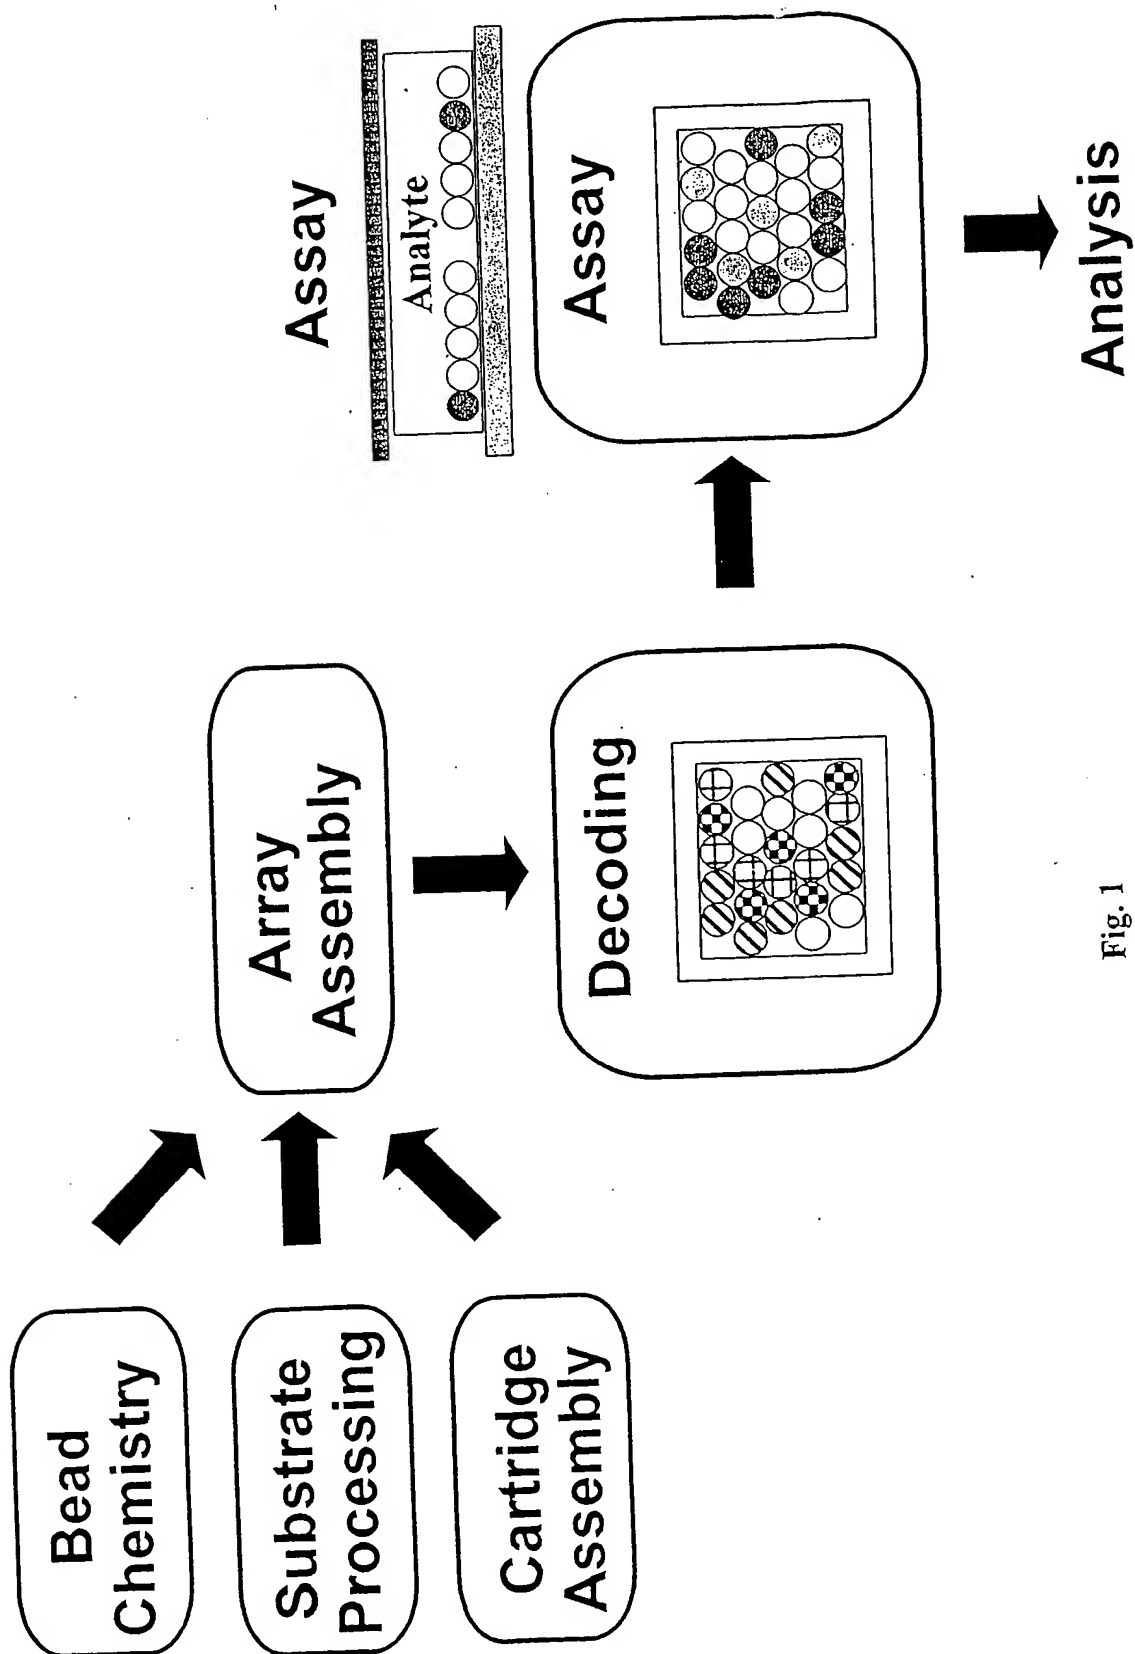 Bead
Chemistry
Substrate
Processing
Cartridge
Assembly
Array
Assembly
Decoding
Assay
Analyte
Assay
Analysis
Fig. 1